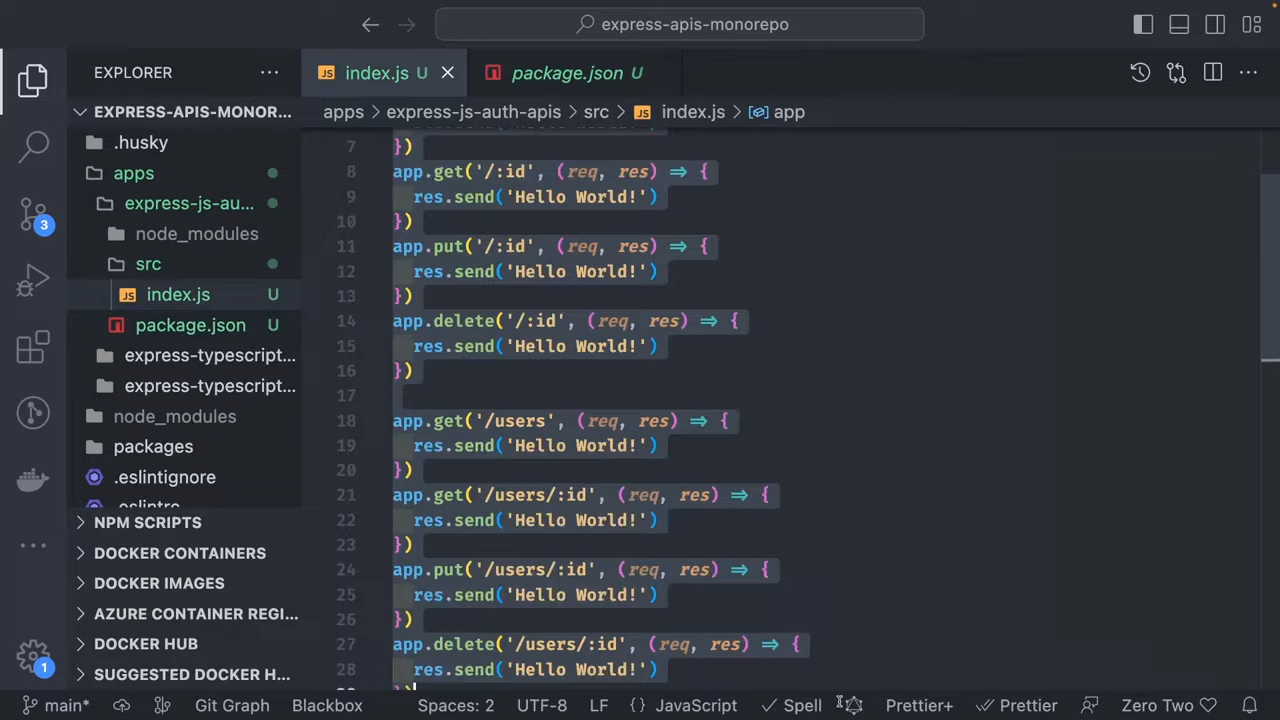 express-apis-monorepo
EXPLORER
JS index.js U
package.json U
EXPRESS-APIS-MONOR...
apps > express-js-auth-apis > src > JS index.js > app
.husky
apps
express-js-au...
node_modules
src
JS index.js U
package.json U
express-typescript...
express-typescript...
node_modules
packages
.eslintignore
.eslintrc
NPM SCRIPTS
DOCKER CONTAINERS
DOCKER IMAGES
AZURE CONTAINER REGI...
DOCKER HUB
SUGGESTED DOCKER H...
3
1
7 })
8 app.get('/:id', (req, res) => {
9 res.send('Hello World!')
10 })
11 app.put('/:id', (req, res) => {
12 res.send('Hello World!')
13 })
14 app.delete('/:id', (req, res) => {
15 res.send('Hello World!')
16 })
17
18 app.get('/users', (req, res) => {
19 res.send('Hello World!')
20 })
21 app.get('/users/:id', (req, res) => {
22 res.send('Hello World!')
23 })
24 app.put('/users/:id', (req, res) => {
25 res.send('Hello World!')
26 })
27 app.delete('/users/:id', (req, res) => {
28 res.send('Hello World!')
})
main* Git Graph Blackbox Spaces: 2 UTF-8 LF {} JavaScript Spell Prettier+ Prettier Zero Two